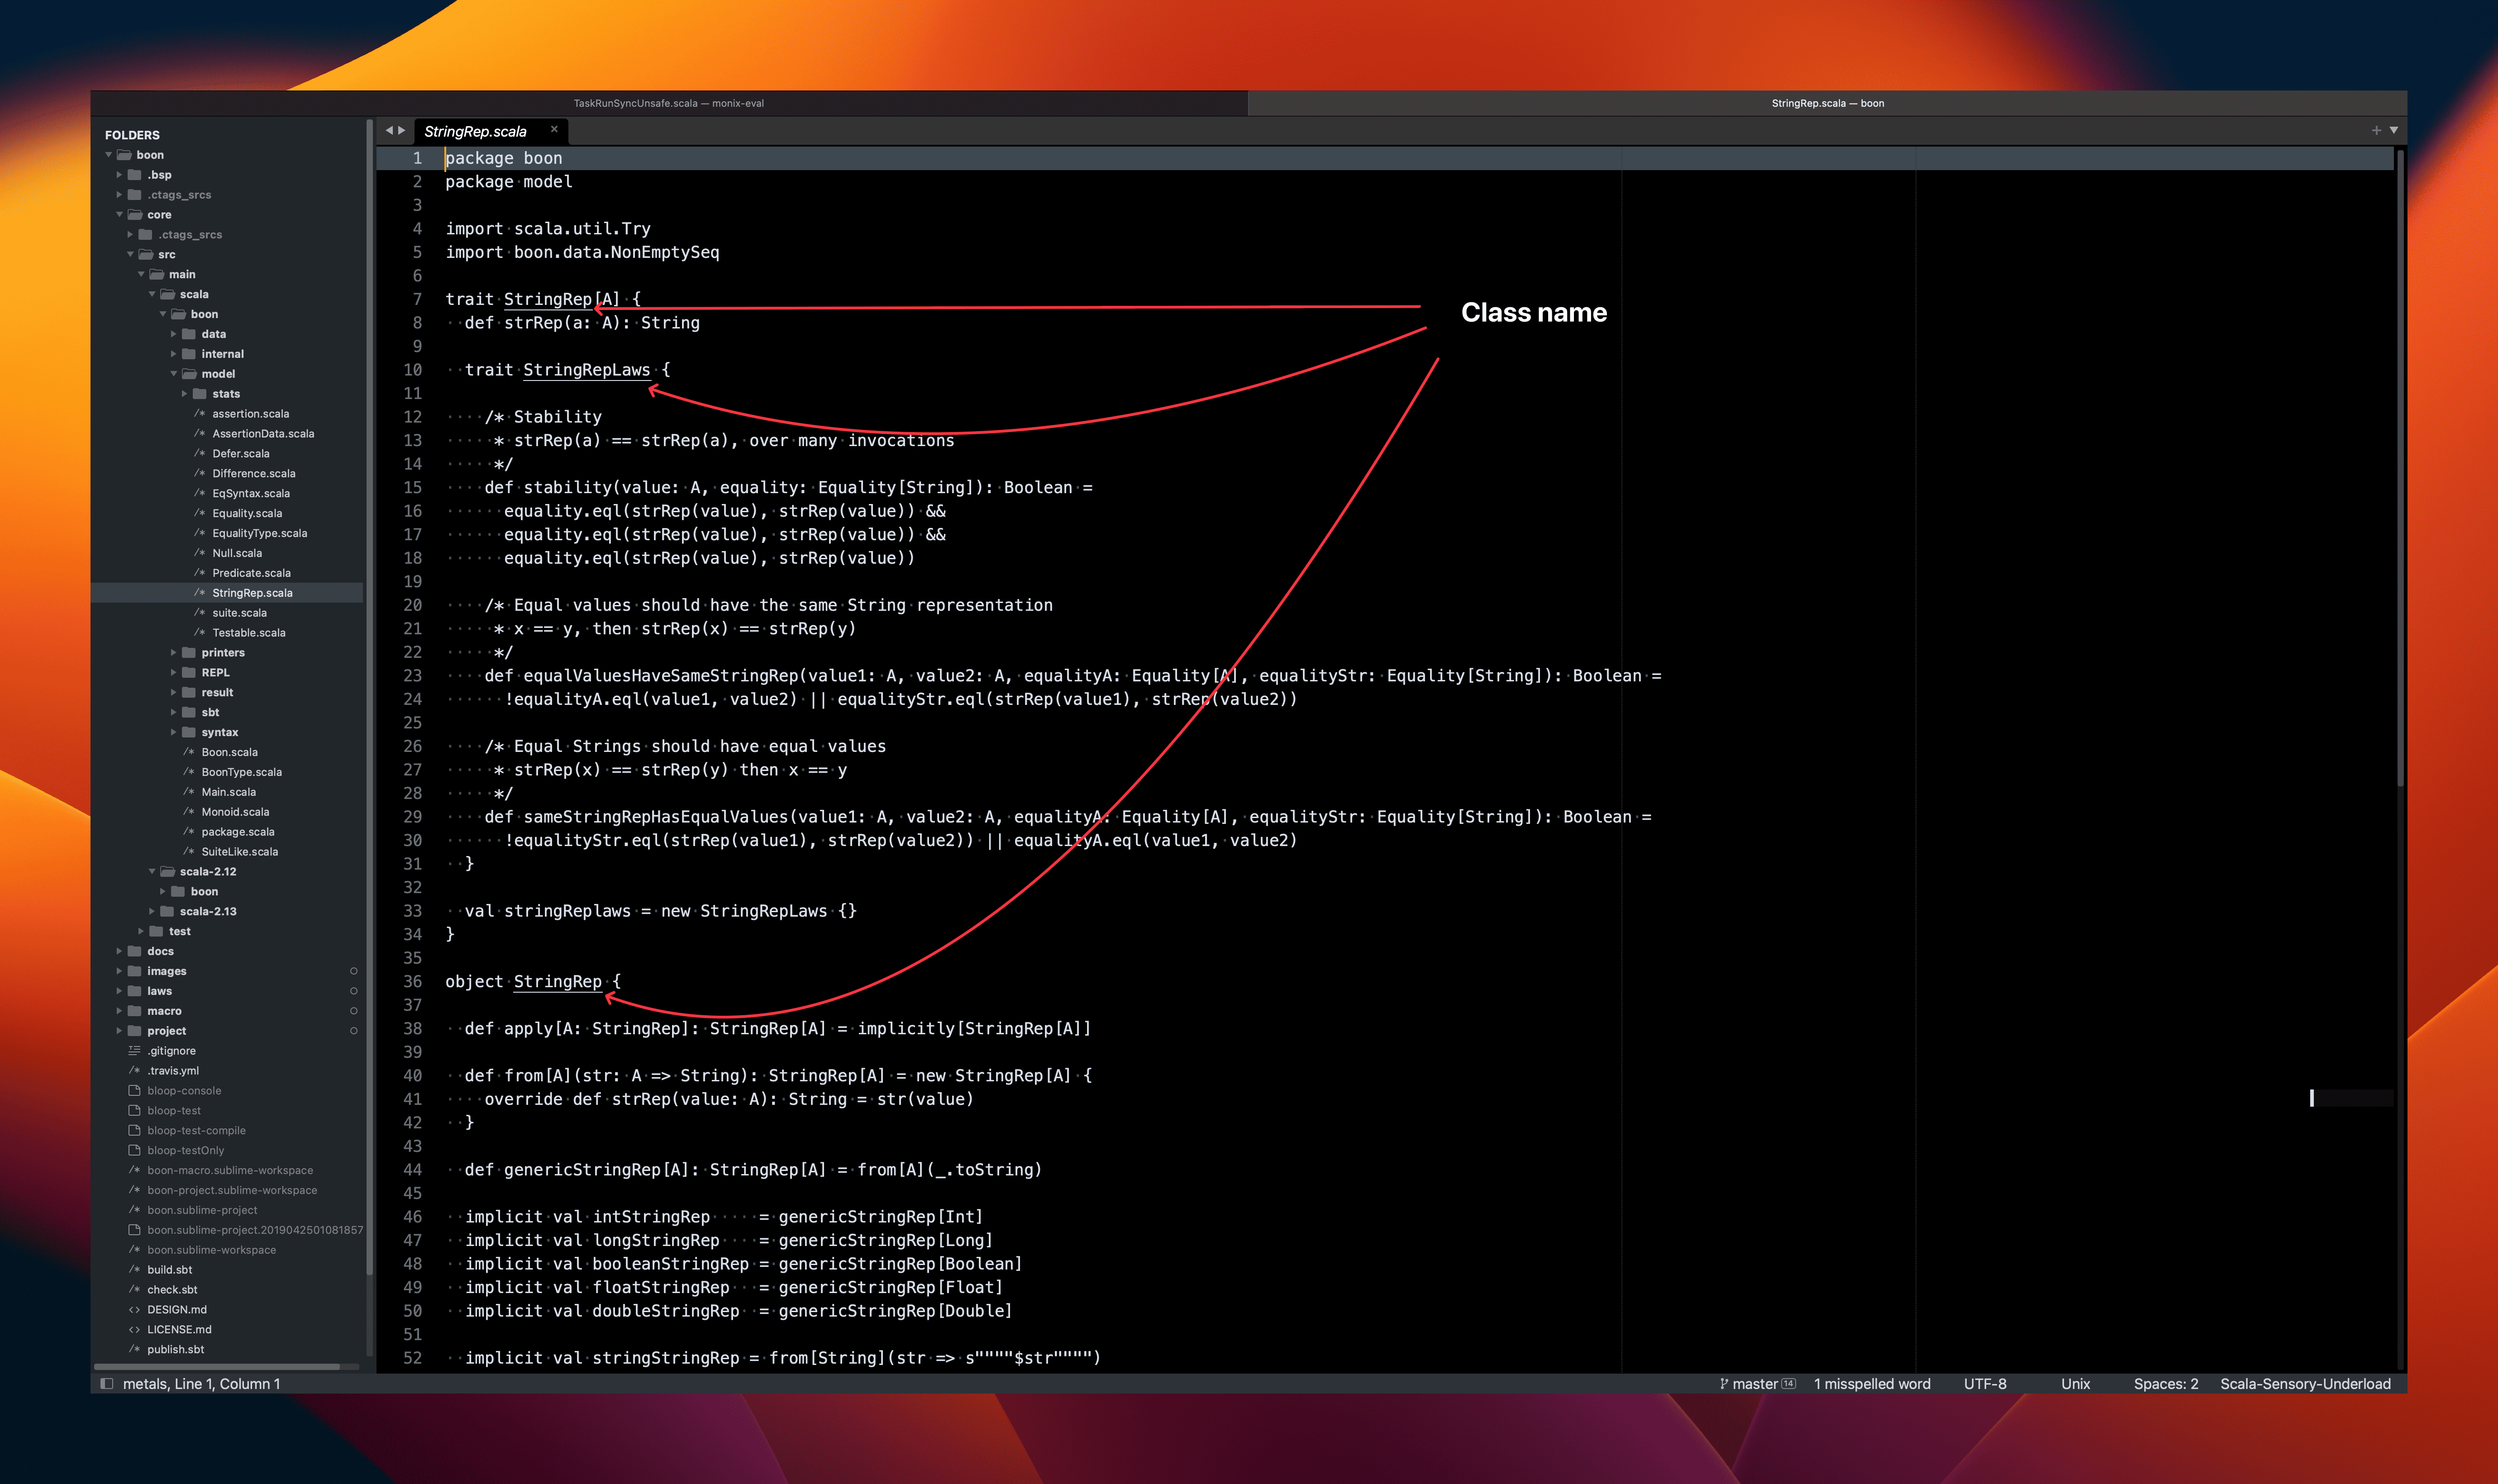 TaskRunSyncUnsafe.scala — monix-eval
StringRep.scala — boon
FOLDERS
boon
.bsp
.ctags_srcs
core
.ctags_srcs
src
main
scala
boon
data
internal
model
stats
assertion.scala
AssertionData.scala
Defer.scala
Difference.scala
EqSyntax.scala
Equality.scala
EqualityType.scala
Null.scala
Predicate.scala
StringRep.scala
suite.scala
Testable.scala
printers
REPL
result
sbt
syntax
Boon.scala
BoonType.scala
Main.scala
Monoid.scala
package.scala
SuiteLike.scala
scala-2.12
boon
scala-2.13
test
docs
images
laws
macro
project
.gitignore
.travis.yml
bloop-console
bloop-test
bloop-test-compile
bloop-testOnly
boon-macro.sublime-workspace
boon-project.sublime-workspace
boon.sublime-project
boon.sublime-project.2019042501081857
boon.sublime-workspace
build.sbt
check.sbt
DESIGN.md
LICENSE.md
publish.sbt
StringRep.scala
1 package boon
2 package model
3
4 import scala.util.Try
5 import boon.data.NonEmptySeq
6
7 trait StringRep[A] {
8   def strRep(a: A): String
9
10   trait StringRepLaws {
11
12     /* Stability
13      * strRep(a) == strRep(a), over many invocations
14      */
15     def stability(value: A, equality: Equality[String]): Boolean =
16       equality.eql(strRep(value), strRep(value)) &&
17       equality.eql(strRep(value), strRep(value)) &&
18       equality.eql(strRep(value), strRep(value))
19
20     /* Equal values should have the same String representation
21      * x == y, then strRep(x) == strRep(y)
22      */
23     def equalValuesHaveSameStringRep(value1: A, value2: A, equalityA: Equality[A], equalityStr: Equality[String]): Boolean =
24       !equalityA.eql(value1, value2) || equalityStr.eql(strRep(value1), strRep(value2))
25
26     /* Equal Strings should have equal values
27      * strRep(x) == strRep(y) then x == y
28      */
29     def sameStringRepHasEqualValues(value1: A, value2: A, equalityA: Equality[A], equalityStr: Equality[String]): Boolean =
30       !equalityStr.eql(strRep(value1), strRep(value2)) || equalityA.eql(value1, value2)
31   }
32
33   val stringReplaws = new StringRepLaws {}
34 }
35
36 object StringRep {
37
38   def apply[A: StringRep]: StringRep[A] = implicitly[StringRep[A]]
39
40   def from[A](str: A => String): StringRep[A] = new StringRep[A] {
41     override def strRep(value: A): String = str(value)
42   }
43
44   def genericStringRep[A]: StringRep[A] = from[A](_.toString)
45
46   implicit val intStringRep     = genericStringRep[Int]
47   implicit val longStringRep    = genericStringRep[Long]
48   implicit val booleanStringRep = genericStringRep[Boolean]
49   implicit val floatStringRep   = genericStringRep[Float]
50   implicit val doubleStringRep  = genericStringRep[Double]
51
52   implicit val stringStringRep = from[String](str => s""""$str"""")
Class name
metals, Line 1, Column 1
master 14
1 misspelled word
UTF-8
Unix
Spaces: 2
Scala-Sensory-Underload